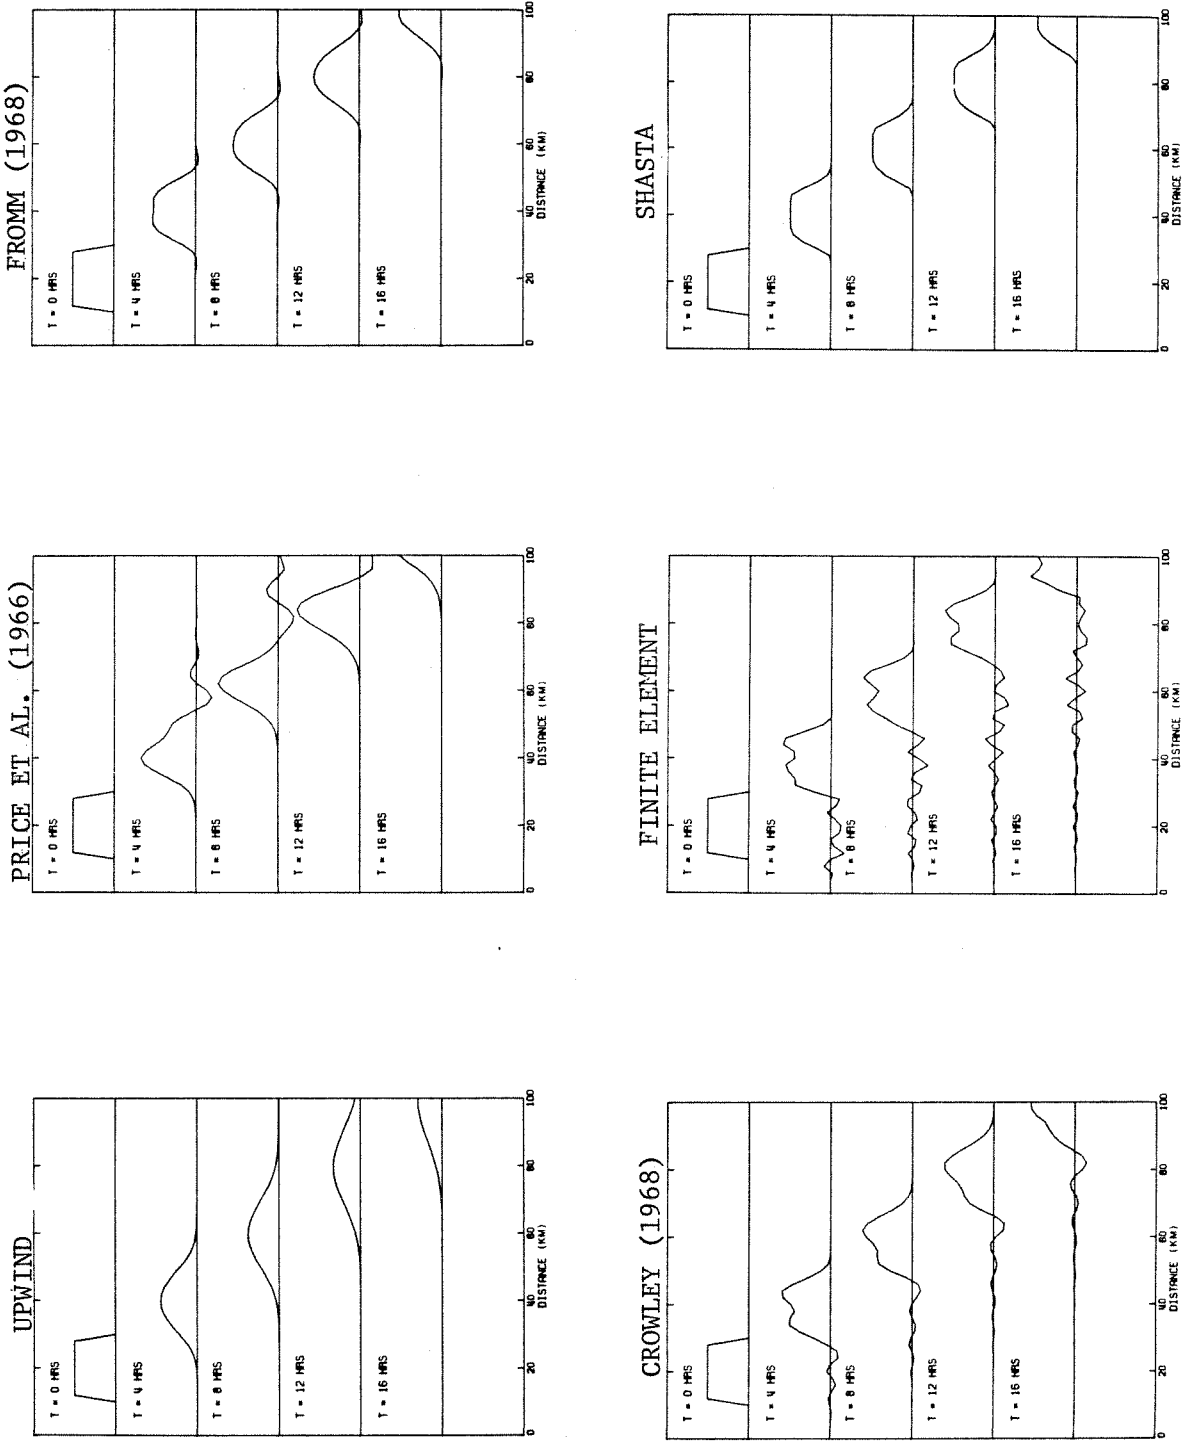 UPWIND
T = 0 HRS
T = 4 HRS
T = 8 HRS
T = 12 HRS
T = 16 HRS
0 20 40 60 80 100
DISTANCE (KM)
PRICE ET AL. (1966)
T = 0 HRS
T = 4 HRS
T = 8 HRS
T = 12 HRS
T = 16 HRS
0 20 40 60 80 100
DISTANCE (KM)
FROMM (1968)
T = 0 HRS
T = 4 HRS
T = 8 HRS
T = 12 HRS
T = 16 HRS
0 20 40 60 80 100
DISTANCE (KM)
CROWLEY (1968)
T = 0 HRS
T = 4 HRS
T = 8 HRS
T = 12 HRS
T = 16 HRS
0 20 40 60 80 100
DISTANCE (KM)
FINITE ELEMENT
T = 0 HRS
T = 4 HRS
T = 8 HRS
T = 12 HRS
T = 16 HRS
0 20 40 60 80 100
DISTANCE (KM)
SHASTA
T = 0 HRS
T = 4 HRS
T = 8 HRS
T = 12 HRS
T = 16 HRS
0 20 40 60 80 100
DISTANCE (KM)